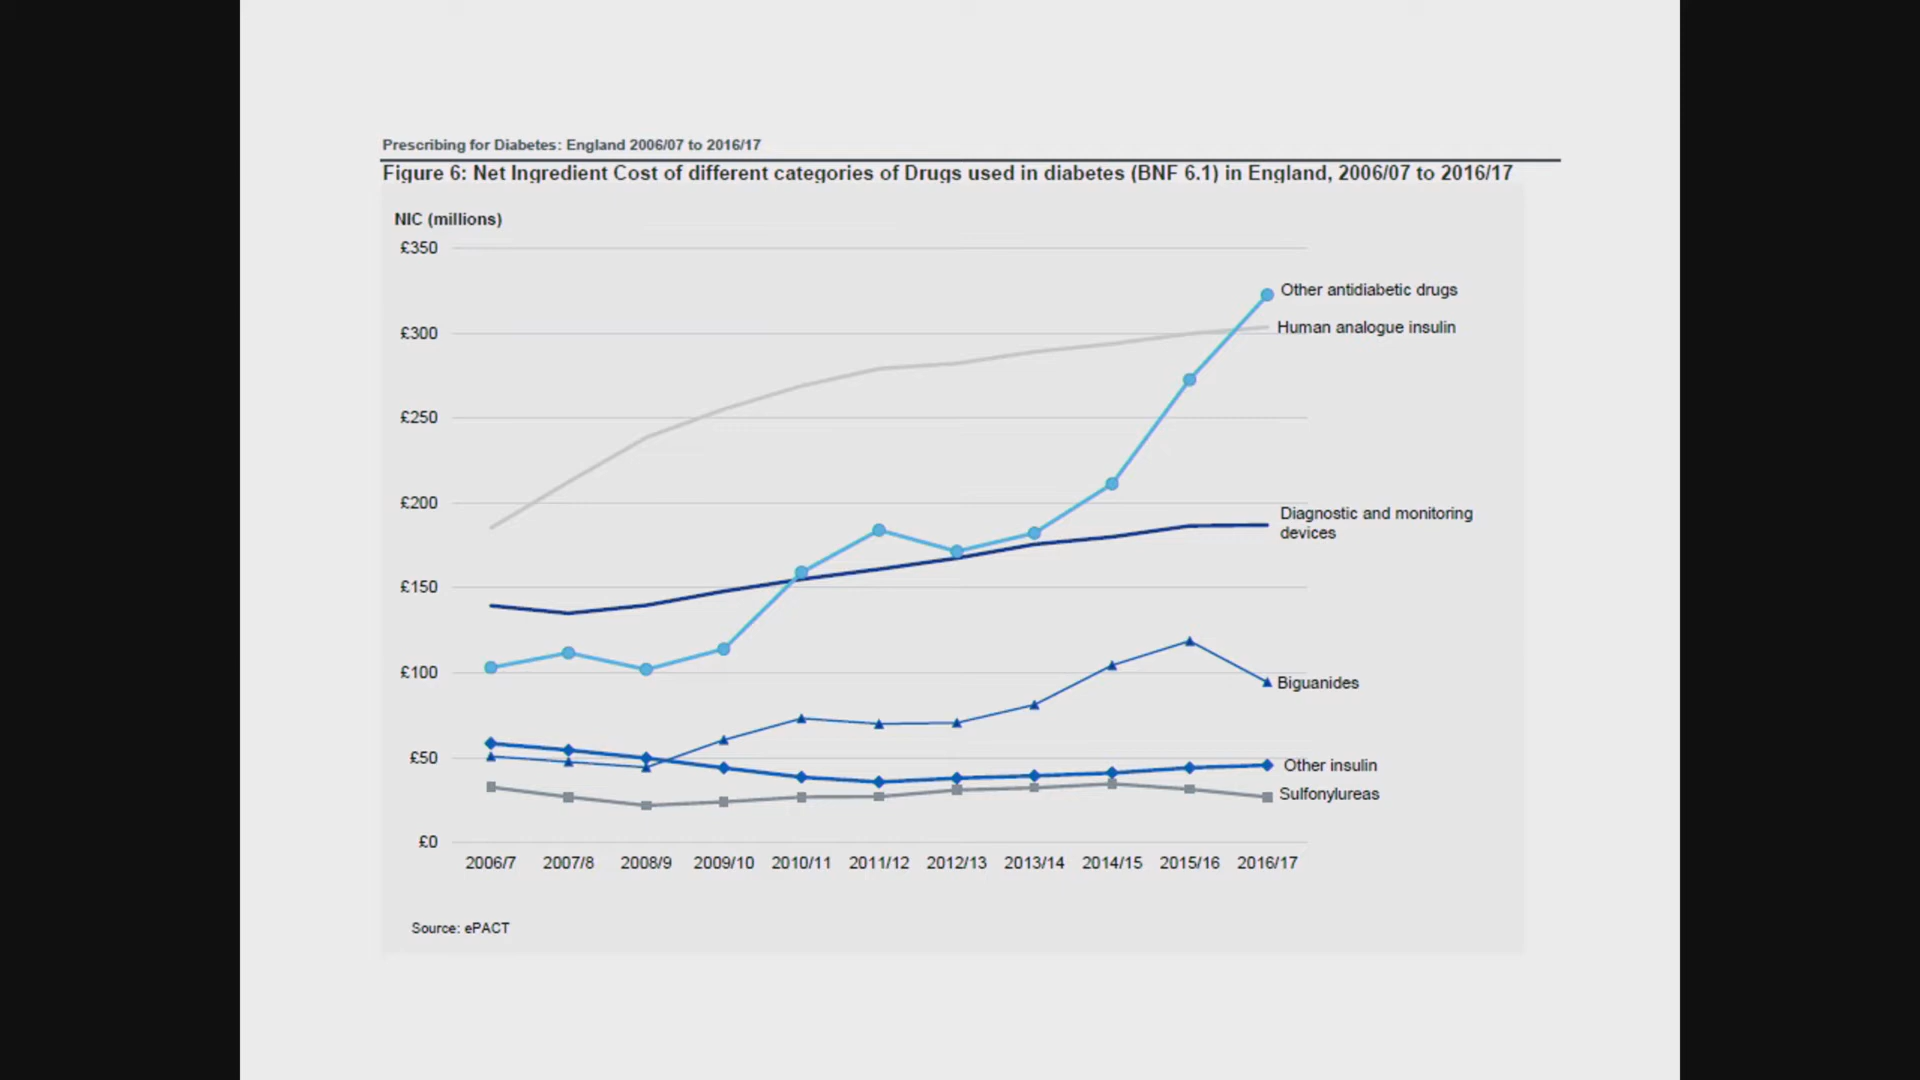 Prescribing for Diabetes: England 2006/07 to 2016/17
Figure 6: Net Ingredient Cost of different categories of Drugs used in diabetes (BNF 6.1) in England, 2006/07 to 2016/17
NIC (millions)
£350
£300
£250
£200
£150
£100
£50
£0
Other antidiabetic drugs
Human analogue insulin
Diagnostic and monitoring
devices
Biguanides
Other insulin
Sulfonylureas
2006/7 2007/8 2008/9 2009/10 2010/11 2011/12 2012/13 2013/14 2014/15 2015/16 2016/17
Source: ePACT